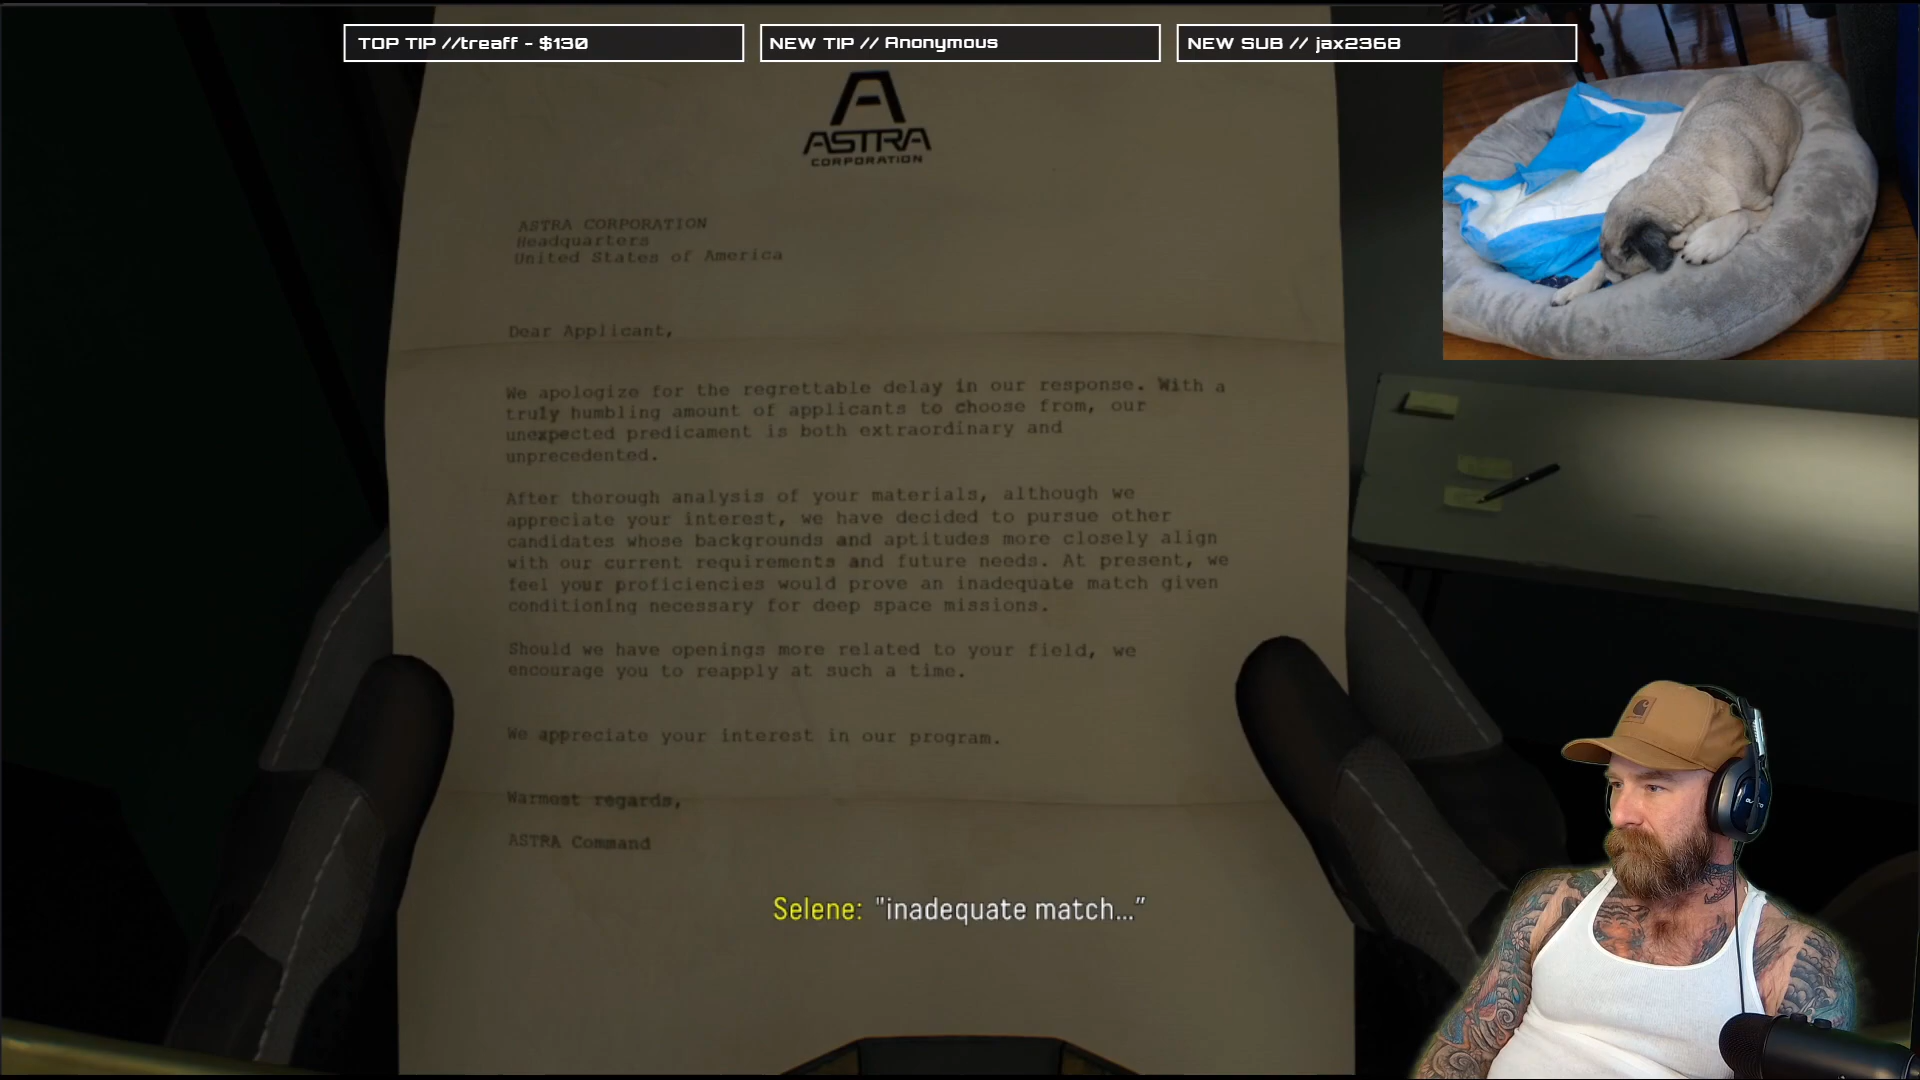 TOP TIP //treaff - $130
NEW TIP // Anonymous
NEW SUB // jax2368
A
ASTRA
CORPORATION
ASTRA CORPORATION
Headquarters
United States of America
Dear Applicant,
We apologize for the regrettable delay in our response. With a
truly humbling amount of applicants to choose from, our
unexpected predicament is both extraordinary and
unprecedented.
After thorough analysis of your materials, although we
appreciate your interest, we have decided to pursue other
candidates whose backgrounds and aptitudes more closely align
with our current requirements and future needs. At present, we
feel your proficiencies would prove an inadequate match given
conditioning necessary for deep space missions.
Should we have openings more related to your field, we
encourage you to reapply at such a time.
We appreciate your interest in our program.
Warmest regards,
ASTRA Command
Selene: "inadequate match..."